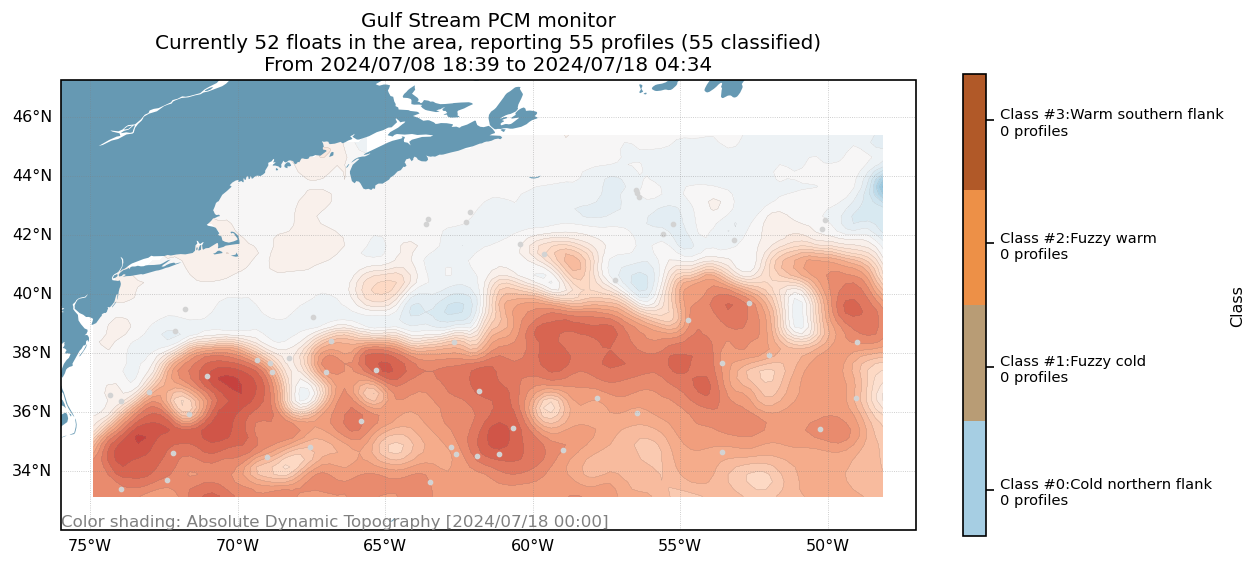 Gulf Stream PCM monitor
Currently 52 floats in the area, reporting 55 profiles (55 classified)
From 2024/07/08 18:39 to 2024/07/18 04:34
46°N
44°N
42°N
40°N
38°N
36°N
34°N
Color shading: Absolute Dynamic Topography [2024/07/18 00:00]
75°W
70°W
65°W
60°W
55°W
50°W
Class #3:Warm southern flank
0 profiles
Class #2:Fuzzy warm
0 profiles
Class #1:Fuzzy cold
0 profiles
Class #0:Cold northern flank
0 profiles
Class